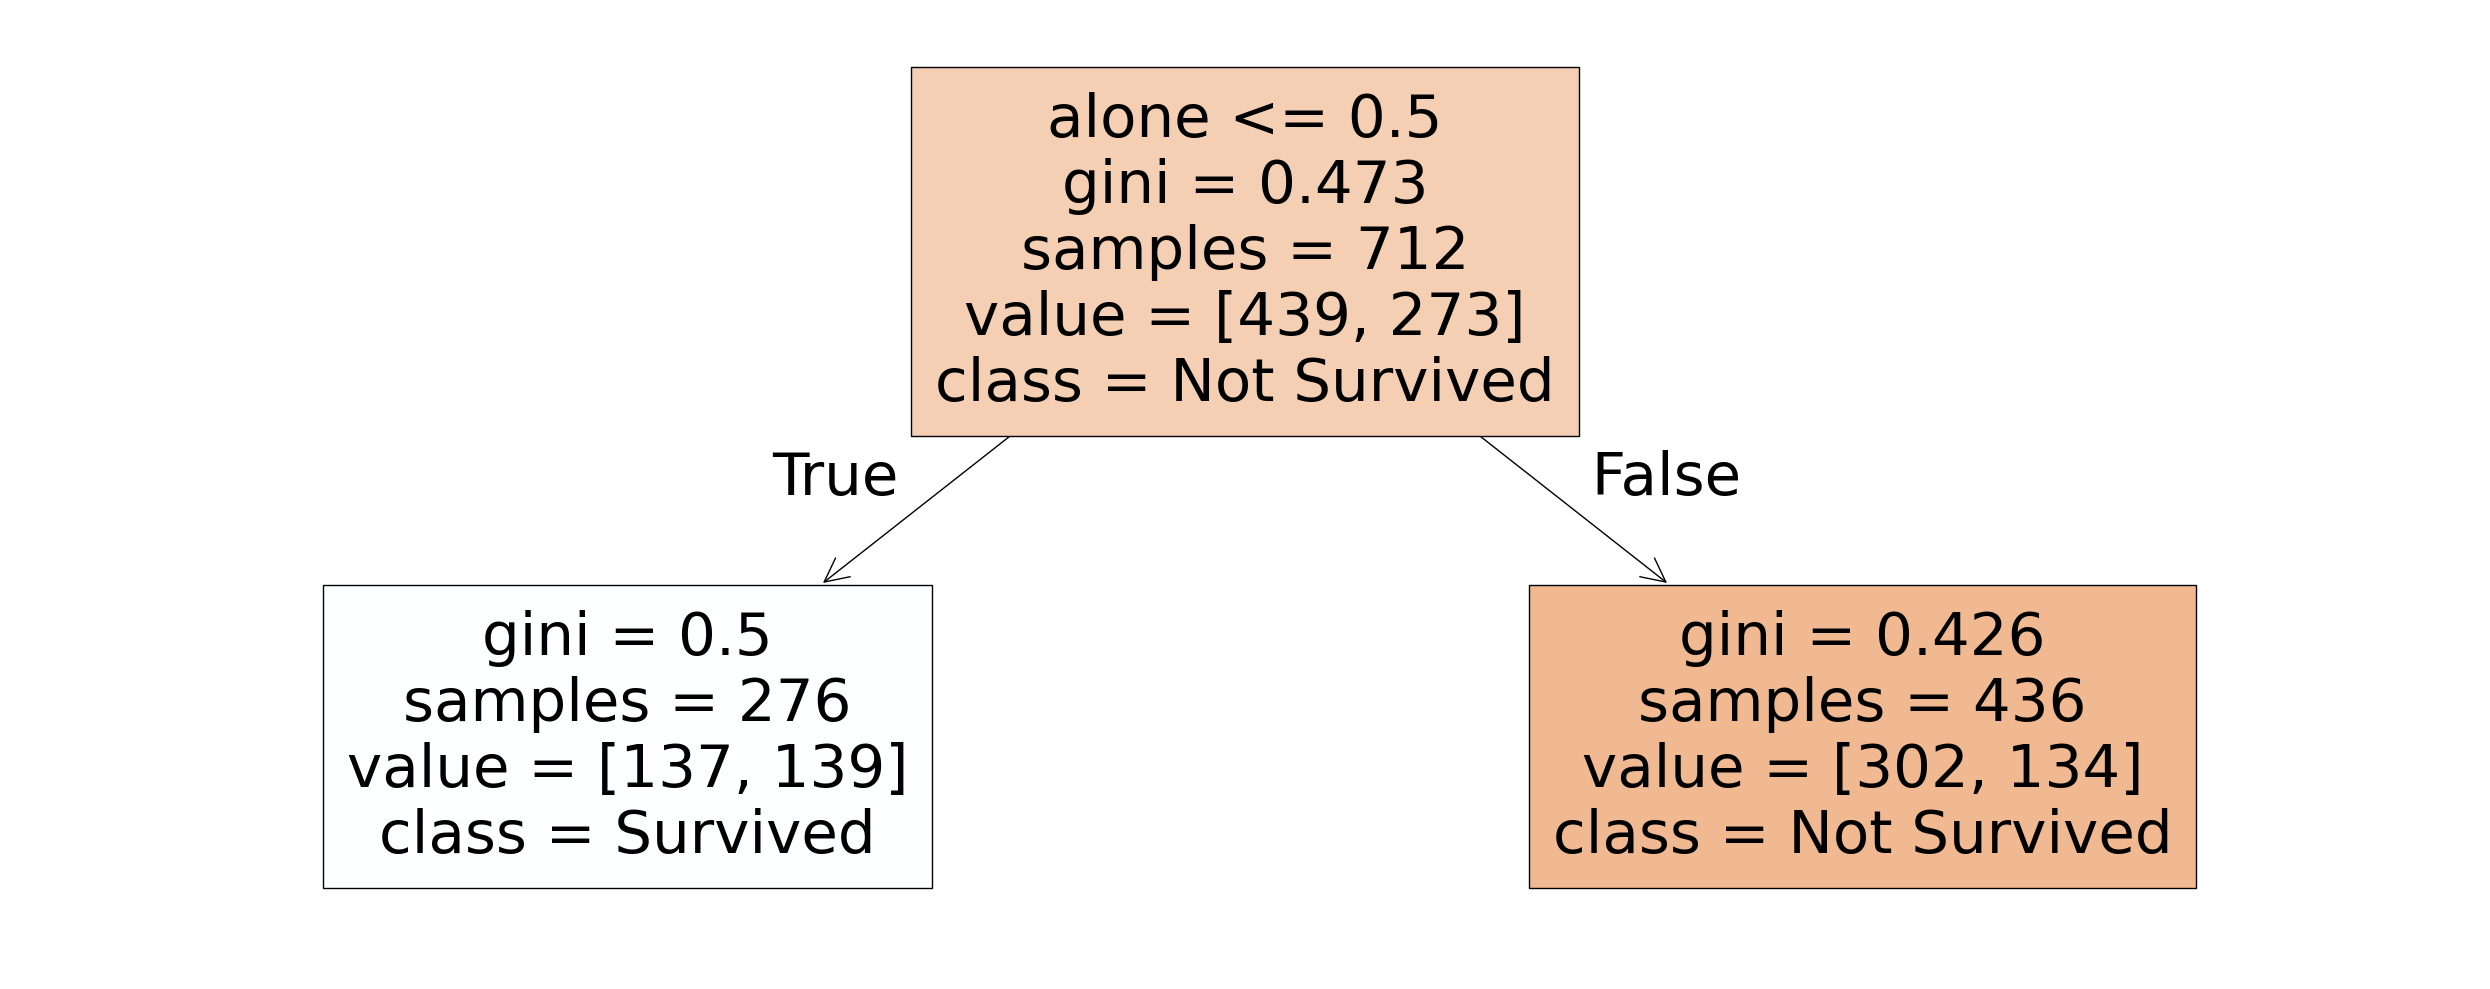 alone <= 0.5
gini = 0.473
samples = 712
value = [439, 273]
class = Not Survived
True
False
gini = 0.5
samples = 276
value = [137, 139]
class = Survived
gini = 0.426
samples = 436
value = [302, 134]
class = Not Survived